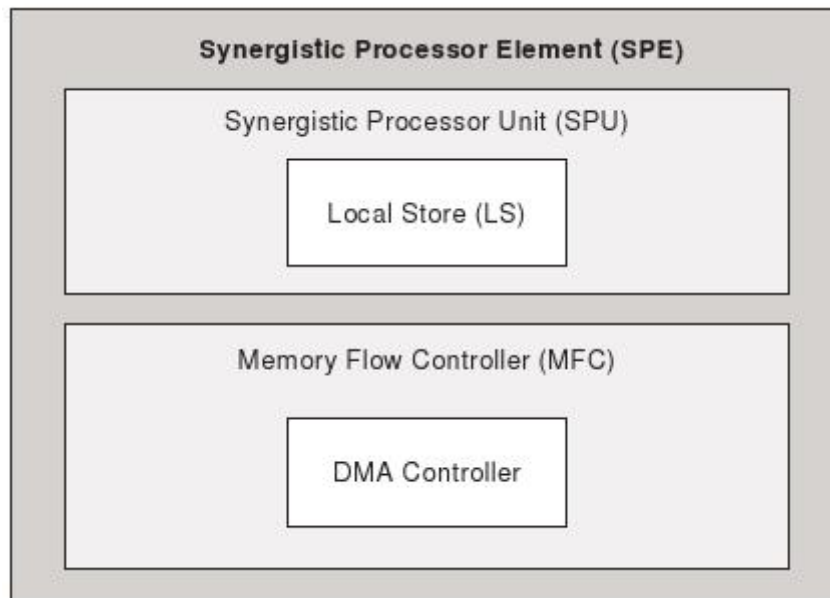 Synergistic Processor Element (SPE)
Synergistic Processor Unit (SPU)
Local Store (LS)
Memory Flow Controller (MFC)
DMA Controller